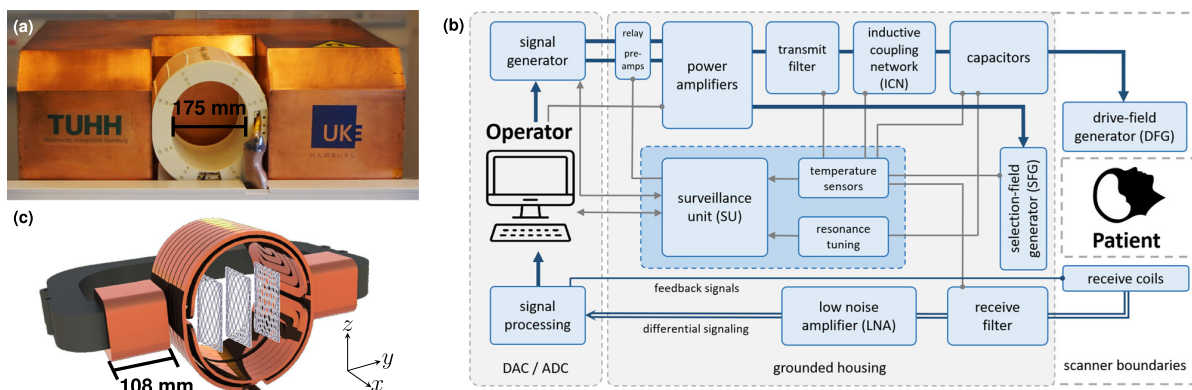 (a)
175 mm
TUHH
Technische Universität Hamburg
UKE
HAMBURG
(b)
signal
generator
relay
pre-
amps
power
amplifiers
transmit
filter
inductive
coupling
network
(ICN)
capacitors
drive-field
generator (DFG)
Operator
surveillance
unit (SU)
temperature
sensors
resonance
tuning
selection-field
generator (SFG)
Patient
signal
processing
feedback signals
differential signaling
low noise
amplifier (LNA)
receive
filter
receive coils
DAC / ADC
grounded housing
scanner boundaries
(c)
108 mm
z
y
x